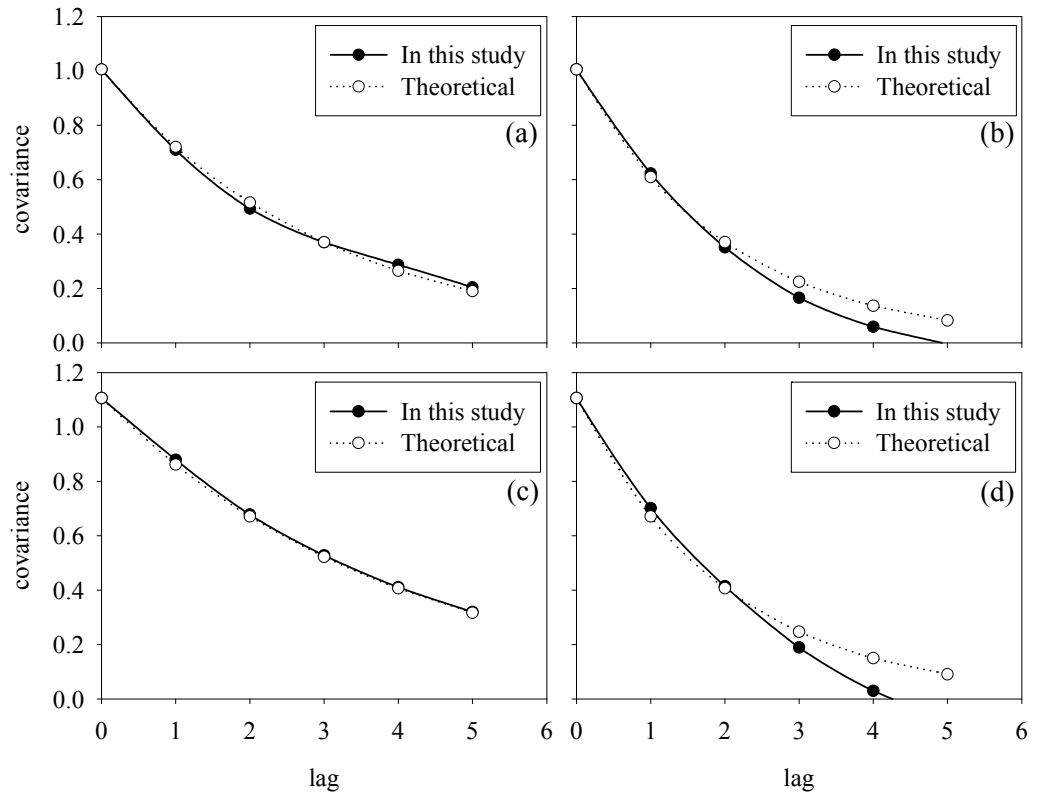 1.2
1.0
0.8
0.6
0.4
0.2
0.0
covariance
In this study
Theoretical
(a)
In this study
Theoretical
(b)
1.2
1.0
0.8
0.6
0.4
0.2
0.0
covariance
In this study
Theoretical
(c)
In this study
Theoretical
(d)
0 1 2 3 4 5 6
0 1 2 3 4 5 6
lag
lag